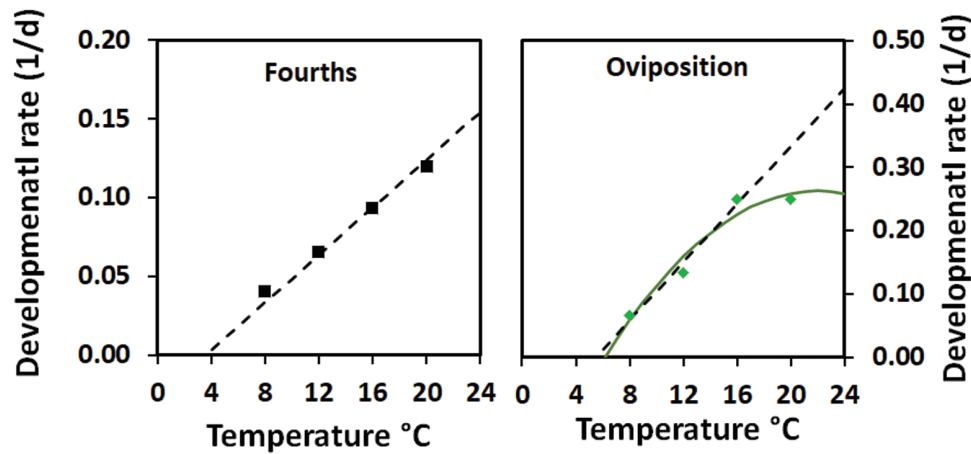 Developmenatl rate (1/d)
0.20
0.15
0.10
0.05
0.00
Fourths
0 4 8 12 16 20 24
Temperature °C
Oviposition
0 4 8 12 16 20 24
Temperature °C
0.50
0.40
0.30
0.20
0.10
0.00
Developmenatl rate (1/d)